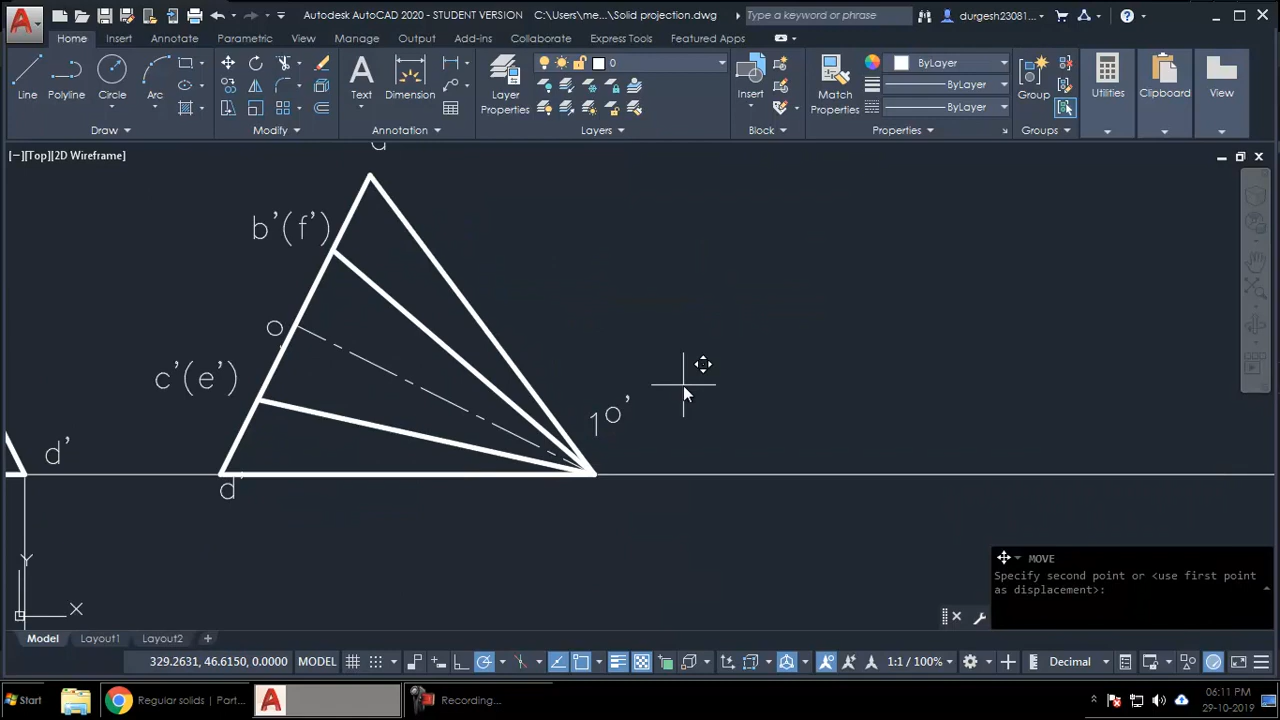 Autodesk AutoCAD 2020 - STUDENT VERSION C:\Users\me...\Solid projection.dwg Type a keyword or phrase durgesh23081...
Home Insert Annotate Parametric View Manage Output Add-ins Collaborate Express Tools Featured Apps
Line Polyline Circle Arc Text Dimension Layer Properties 0 Insert Match Properties ByLayer ByLayer ByLayer Group Utilities Clipboard View
Draw Modify Annotation Layers Block Properties Groups
[−][Top][2D Wireframe]
b'(f')
o
c'(e')
1o'
d'
d
Y
X
MOVE
Specify second point or <use first point
as displacement>:
Model Layout1 Layout2 +
329.2631, 46.6150, 0.0000 MODEL 1:1 / 100% Decimal
Start Regular solids | Part... Recording... 06:11 PM
29-10-2019